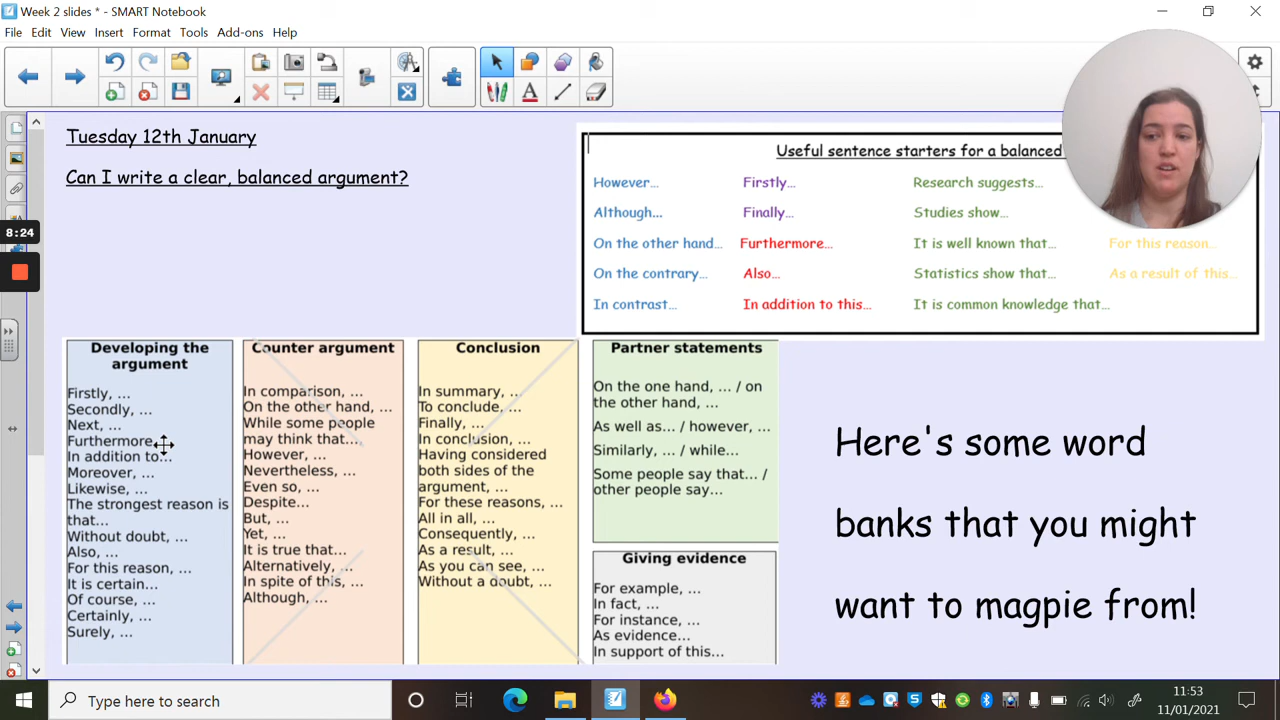 Week 2 slides * - SMART Notebook
File Edit View Insert Format Tools Add-ons Help
Tuesday 12th January
Can I write a clear, balanced argument?
8:24
Useful sentence starters for a balanced
However… Firstly… Research suggests…
Although… Finally… Studies show…
On the other hand… Furthermore… It is well known that… For this reason…
On the contrary… Also… Statistics show that… As a result of this…
In contrast… In addition to this… It is common knowledge that…
Developing the
argument
Firstly, …
Secondly, …
Next, …
Furthermore,
In addition to…
Moreover, …
Likewise, …
The strongest reason is
that…
Without doubt, …
Also, …
For this reason, …
It is certain…
Of course, …
Certainly, …
Surely, …
Counter argument
In comparison, …
On the other hand, …
While some people
may think that…
However, …
Nevertheless, …
Even so, …
Despite…
But, …
Yet, …
It is true that…
Alternatively, …
In spite of this, …
Although, …
Conclusion
In summary, …
To conclude, …
Finally, …
In conclusion, …
Having considered
both sides of the
argument, …
For these reasons, …
All in all, …
Consequently, …
As a result, …
As you can see, …
Without a doubt, …
Partner statements
On the one hand, … / on
the other hand, …
As well as… / however, …
Similarly, … / while…
Some people say that… /
other people say…
Giving evidence
For example, …
In fact, …
For instance, …
As evidence…
In support of this…
Here's some word
banks that you might
want to magpie from!
Type here to search
11:53
11/01/2021